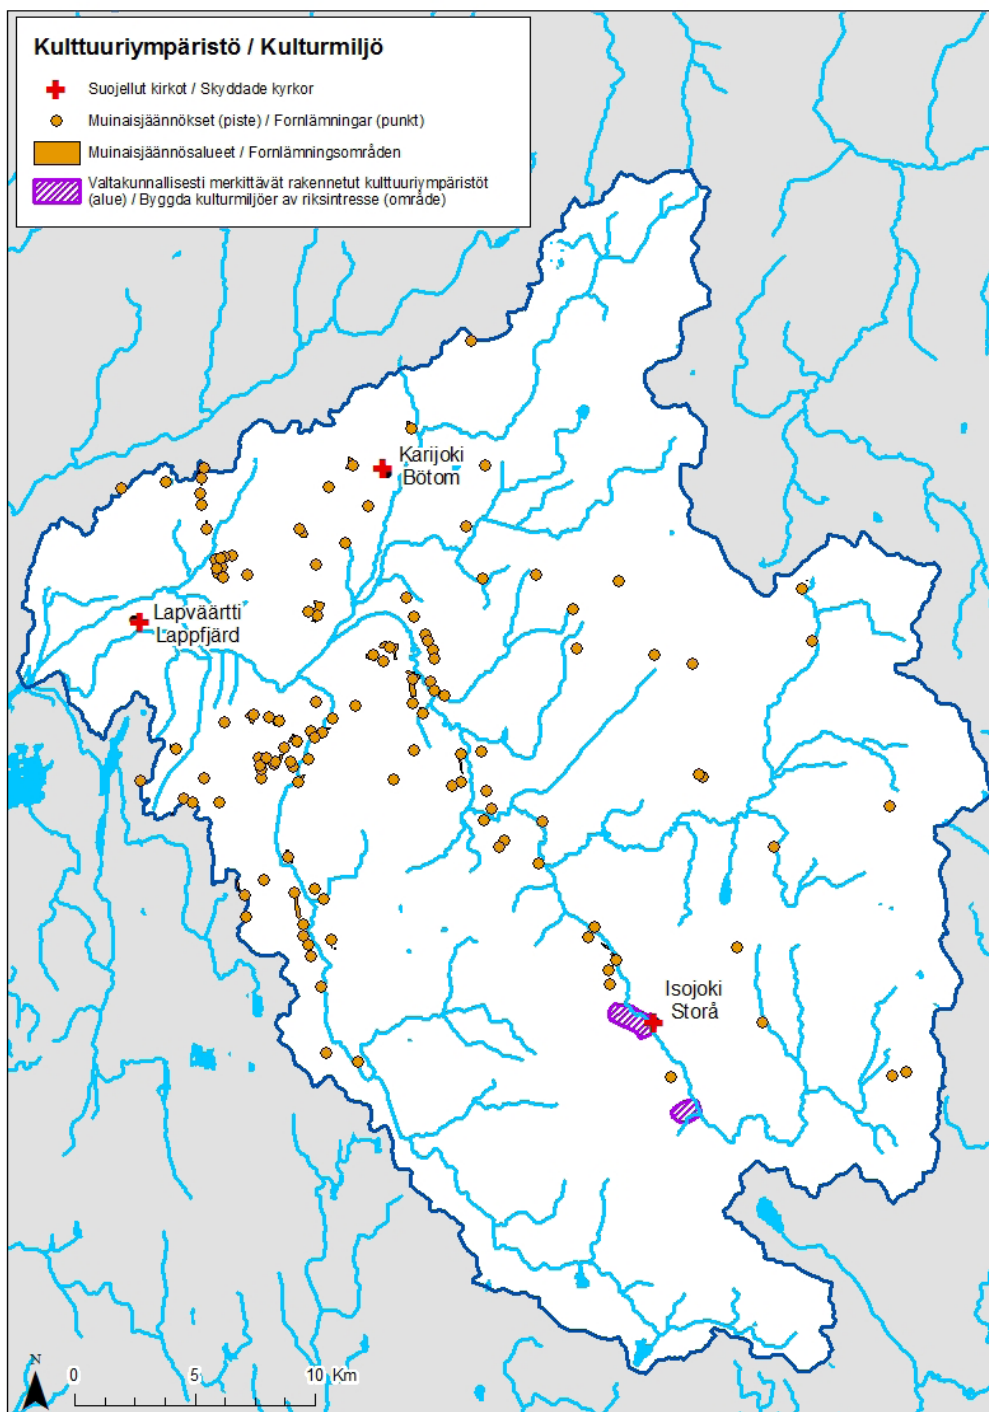 Kulttuuriympäristö / Kulturmiljö
Suojellut kirkot / Skyddade kyrkor
Muinaisjäännökset (piste) / Fornlämningar (punkt)
Muinaisjäännösalueet / Fornlämningsområden
Valtakunnallisesti merkittävät rakennetut kulttuuriympäristöt
(alue) / Byggda kulturmiljöer av riksintresse (område)
Karijoki
Bötom
Lapväärtti
Lappfjärd
Isojoki
Storå
N
0 5 10 Km